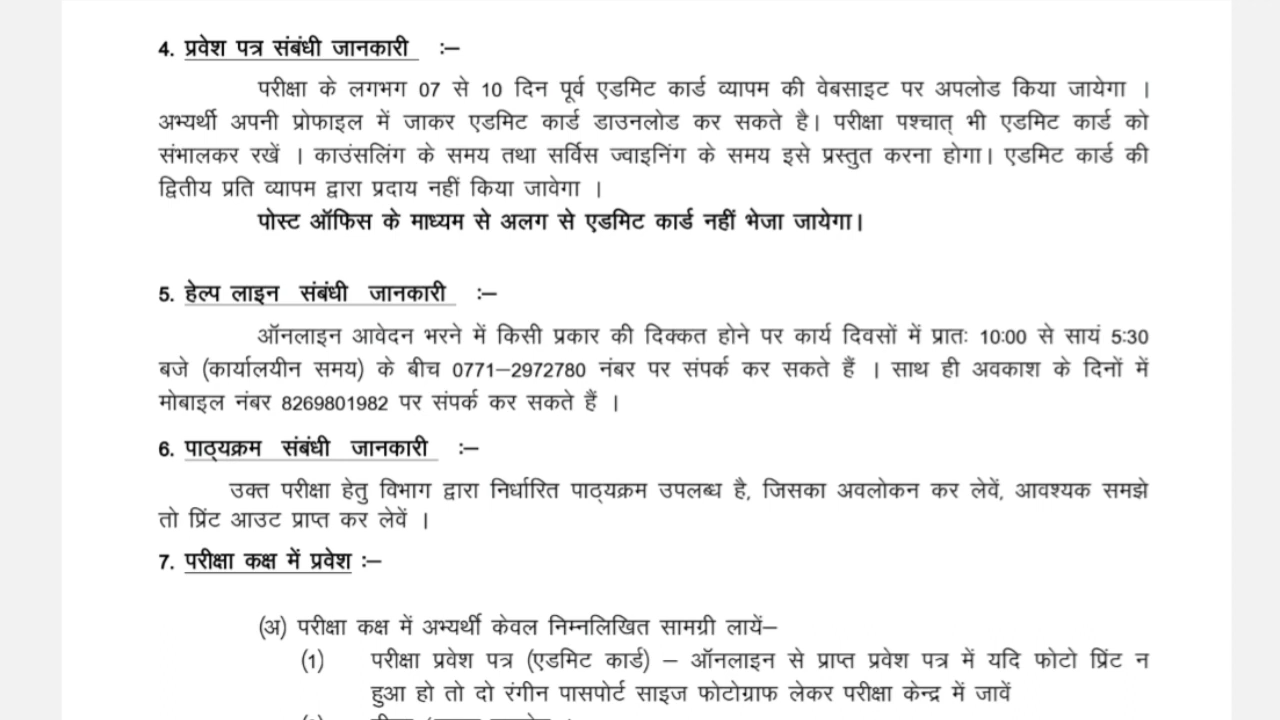 4. प्रवेश पत्र संबंधी जानकारी :–
परीक्षा के लगभग 07 से 10 दिन पूर्व एडमिट कार्ड व्यापम की वेबसाइट पर अपलोड किया जायेगा ।
अभ्यर्थी अपनी प्रोफाइल में जाकर एडमिट कार्ड डाउनलोड कर सकते है। परीक्षा पश्चात् भी एडमिट कार्ड को
संभालकर रखें । काउंसलिंग के समय तथा सर्विस ज्वाइनिंग के समय इसे प्रस्तुत करना होगा। एडमिट कार्ड की
द्वितीय प्रति व्यापम द्वारा प्रदाय नहीं किया जावेगा ।
पोस्ट ऑफिस के माध्यम से अलग से एडमिट कार्ड नहीं भेजा जायेगा।
5. हेल्प लाइन संबंधी जानकारी :–
ऑनलाइन आवेदन भरने में किसी प्रकार की दिक्कत होने पर कार्य दिवसों में प्रातः 10:00 से सायं 5:30
बजे (कार्यालयीन समय) के बीच 0771–2972780 नंबर पर संपर्क कर सकते हैं । साथ ही अवकाश के दिनों में
मोबाइल नंबर 8269801982 पर संपर्क कर सकते हैं ।
6. पाठ्यक्रम संबंधी जानकारी :–
उक्त परीक्षा हेतु विभाग द्वारा निर्धारित पाठ्यक्रम उपलब्ध है, जिसका अवलोकन कर लेवें, आवश्यक समझे
तो प्रिंट आउट प्राप्त कर लेवें ।
7. परीक्षा कक्ष में प्रवेश :–
(अ) परीक्षा कक्ष में अभ्यर्थी केवल निम्नलिखित सामग्री लायें–
(1) परीक्षा प्रवेश पत्र (एडमिट कार्ड) – ऑनलाइन से प्राप्त प्रवेश पत्र में यदि फोटो प्रिंट न
हुआ हो तो दो रंगीन पासपोर्ट साइज फोटोग्राफ लेकर परीक्षा केन्द्र में जावें